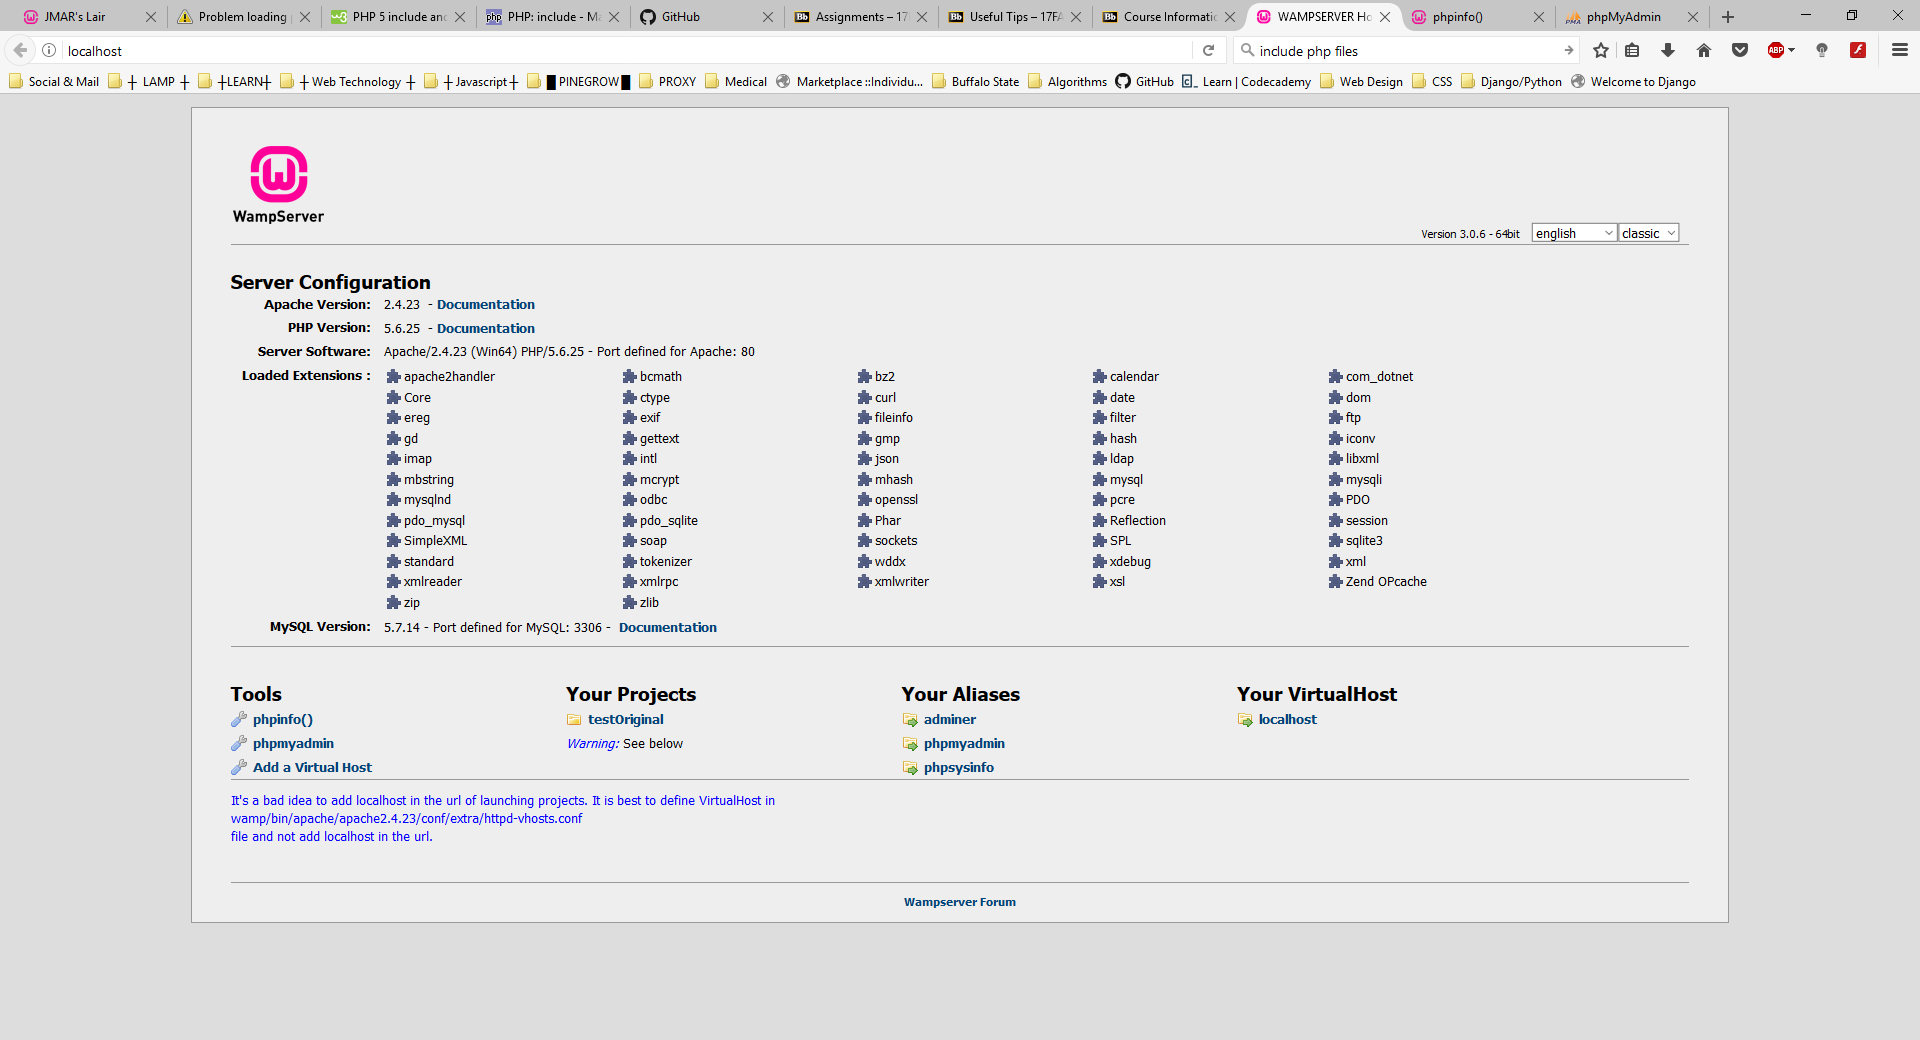 JMAR's Lair
Problem loading
PHP 5 include and
PHP: include - Ma
GitHub
Assignments – 17
Useful Tips – 17FA
Course Informatic
WAMPSERVER Ho
phpinfo()
phpMyAdmin
localhost
include php files
Social & Mail
LAMP
LEARN
Web Technology
Javascript
PINEGROW
PROXY
Medical
Marketplace ::Individu...
Buffalo State
Algorithms
GitHub
Learn | Codecademy
Web Design
CSS
Django/Python
Welcome to Django
WampServer
Version 3.0.6 - 64bit english classic
Server Configuration
Apache Version: 2.4.23 - Documentation
PHP Version: 5.6.25 - Documentation
Server Software: Apache/2.4.23 (Win64) PHP/5.6.25 - Port defined for Apache: 80
Loaded Extensions : apache2handler bcmath bz2 calendar com_dotnet
Core ctype curl date dom
ereg exif fileinfo filter ftp
gd gettext gmp hash iconv
imap intl json ldap libxml
mbstring mcrypt mhash mysql mysqli
mysqlnd odbc openssl pcre PDO
pdo_mysql pdo_sqlite Phar Reflection session
SimpleXML soap sockets SPL sqlite3
standard tokenizer wddx xdebug xml
xmlreader xmlrpc xmlwriter xsl Zend OPcache
zip zlib
MySQL Version: 5.7.14 - Port defined for MySQL: 3306 - Documentation
Tools
phpinfo()
phpmyadmin
Add a Virtual Host
Your Projects
testOriginal
Warning: See below
Your Aliases
adminer
phpmyadmin
phpsysinfo
Your VirtualHost
localhost
It's a bad idea to add localhost in the url of launching projects. It is best to define VirtualHost in
wamp/bin/apache/apache2.4.23/conf/extra/httpd-vhosts.conf
file and not add localhost in the url.
Wampserver Forum